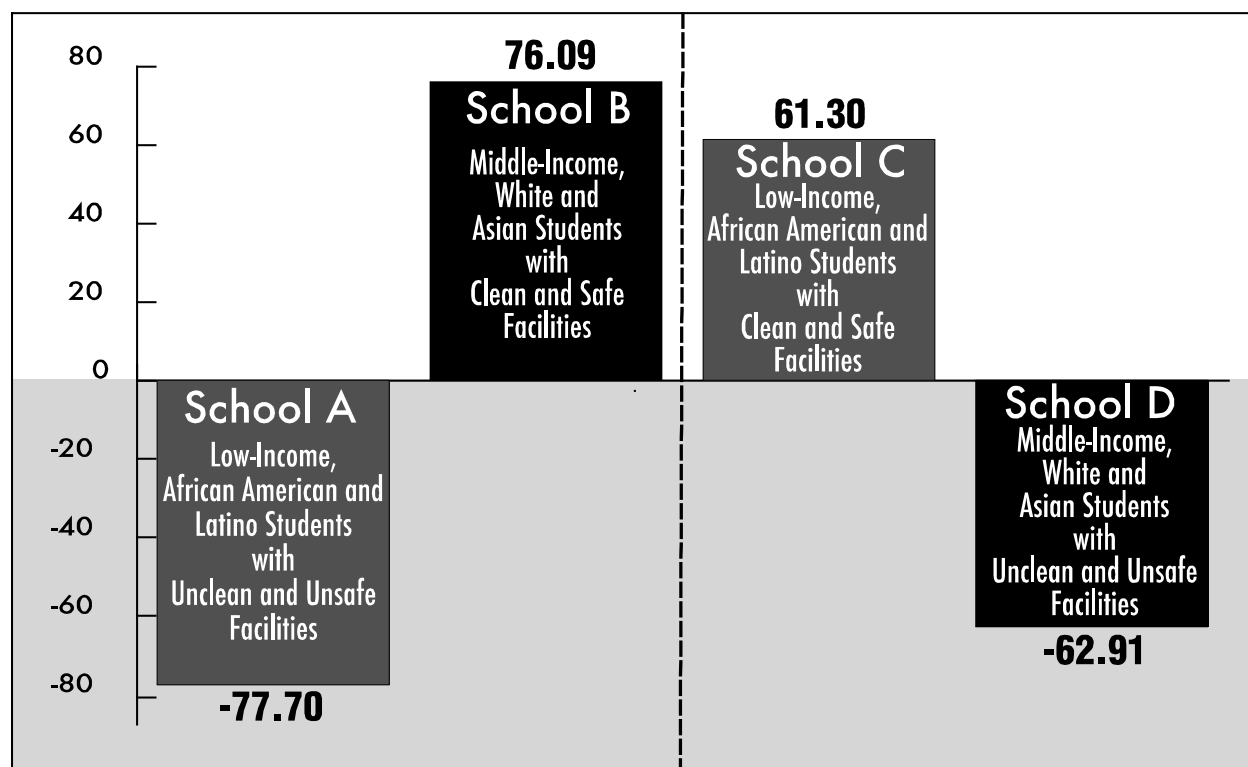 80
60
40
20
0
-20
-40
-60
-80
76.09
School B
Middle-Income,
White and
Asian Students
with
Clean and Safe
Facilities
61.30
School C
Low-Income,
African American and
Latino Students
with
Clean and Safe
Facilities
School A
Low-Income,
African American and
Latino Students
with
Unclean and Unsafe
Facilities
-77.70
School D
Middle-Income,
White and
Asian Students
with
Unclean and Unsafe
Facilities
-62.91